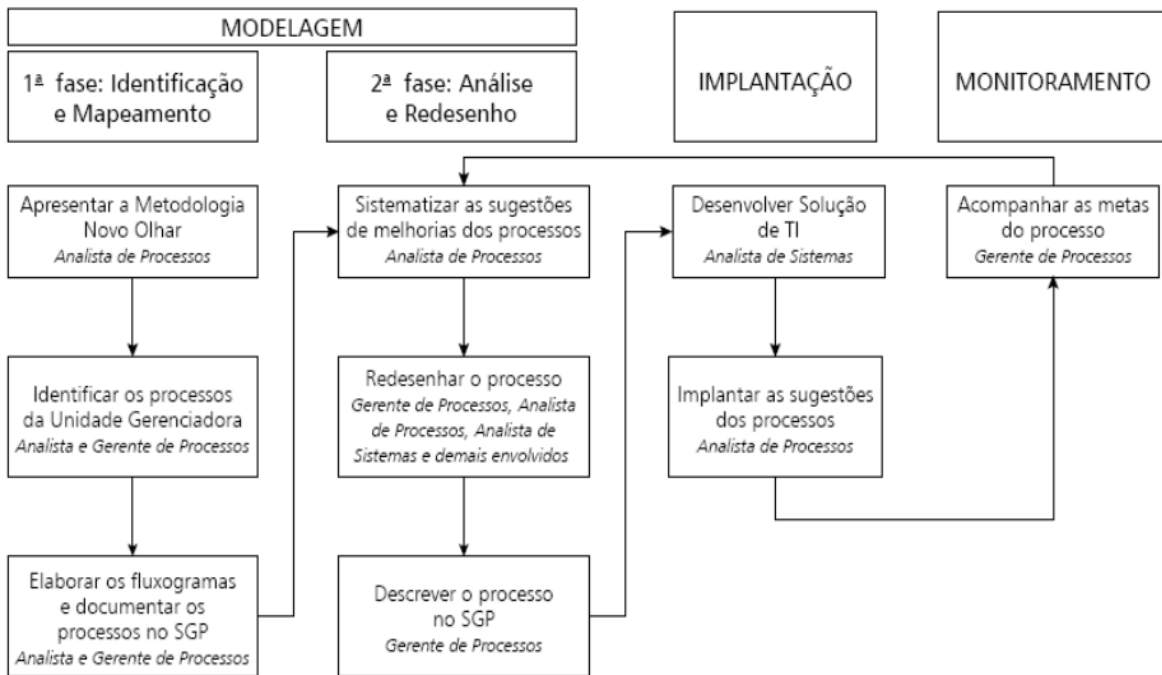 MODELAGEM
1ª fase: Identificação
e Mapeamento
2ª fase: Análise
e Redesenho
IMPLANTAÇÃO
MONITORAMENTO
Apresentar a Metodologia
Novo Olhar
Analista de Processos
Identificar os processos
da Unidade Gerenciadora
Analista e Gerente de Processos
Elaborar os fluxogramas
e documentar os
processos no SGP
Analista e Gerente de Processos
Sistematizar as sugestões
de melhorias dos processos
Analista de Processos
Redesenhar o processo
Gerente de Processos, Analista
de Processos, Analista de
Sistemas e demais envolvidos
Descrever o processo
no SGP
Gerente de Processos
Desenvolver Solução
de TI
Analista de Sistemas
Implantar as sugestões
dos processos
Analista de Processos
Acompanhar as metas
do processo
Gerente de Processos